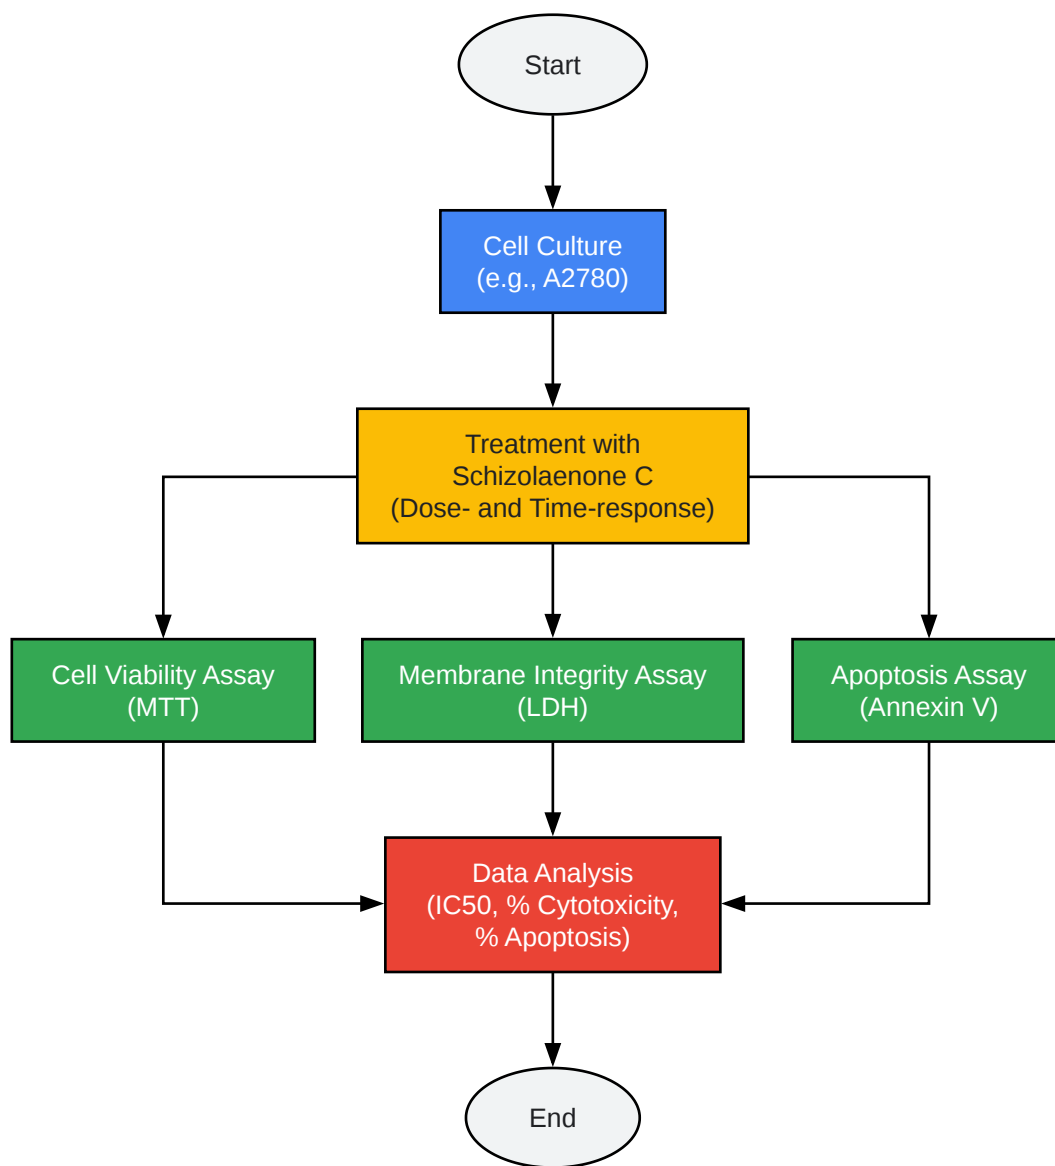 Start
Cell Culture
(e.g., A2780)
Treatment with
Schizolaenone C
(Dose- and Time-response)
Cell Viability Assay
(MTT)
Membrane Integrity Assay
(LDH)
Apoptosis Assay
(Annexin V)
Data Analysis
(IC50, % Cytotoxicity,
% Apoptosis)
End